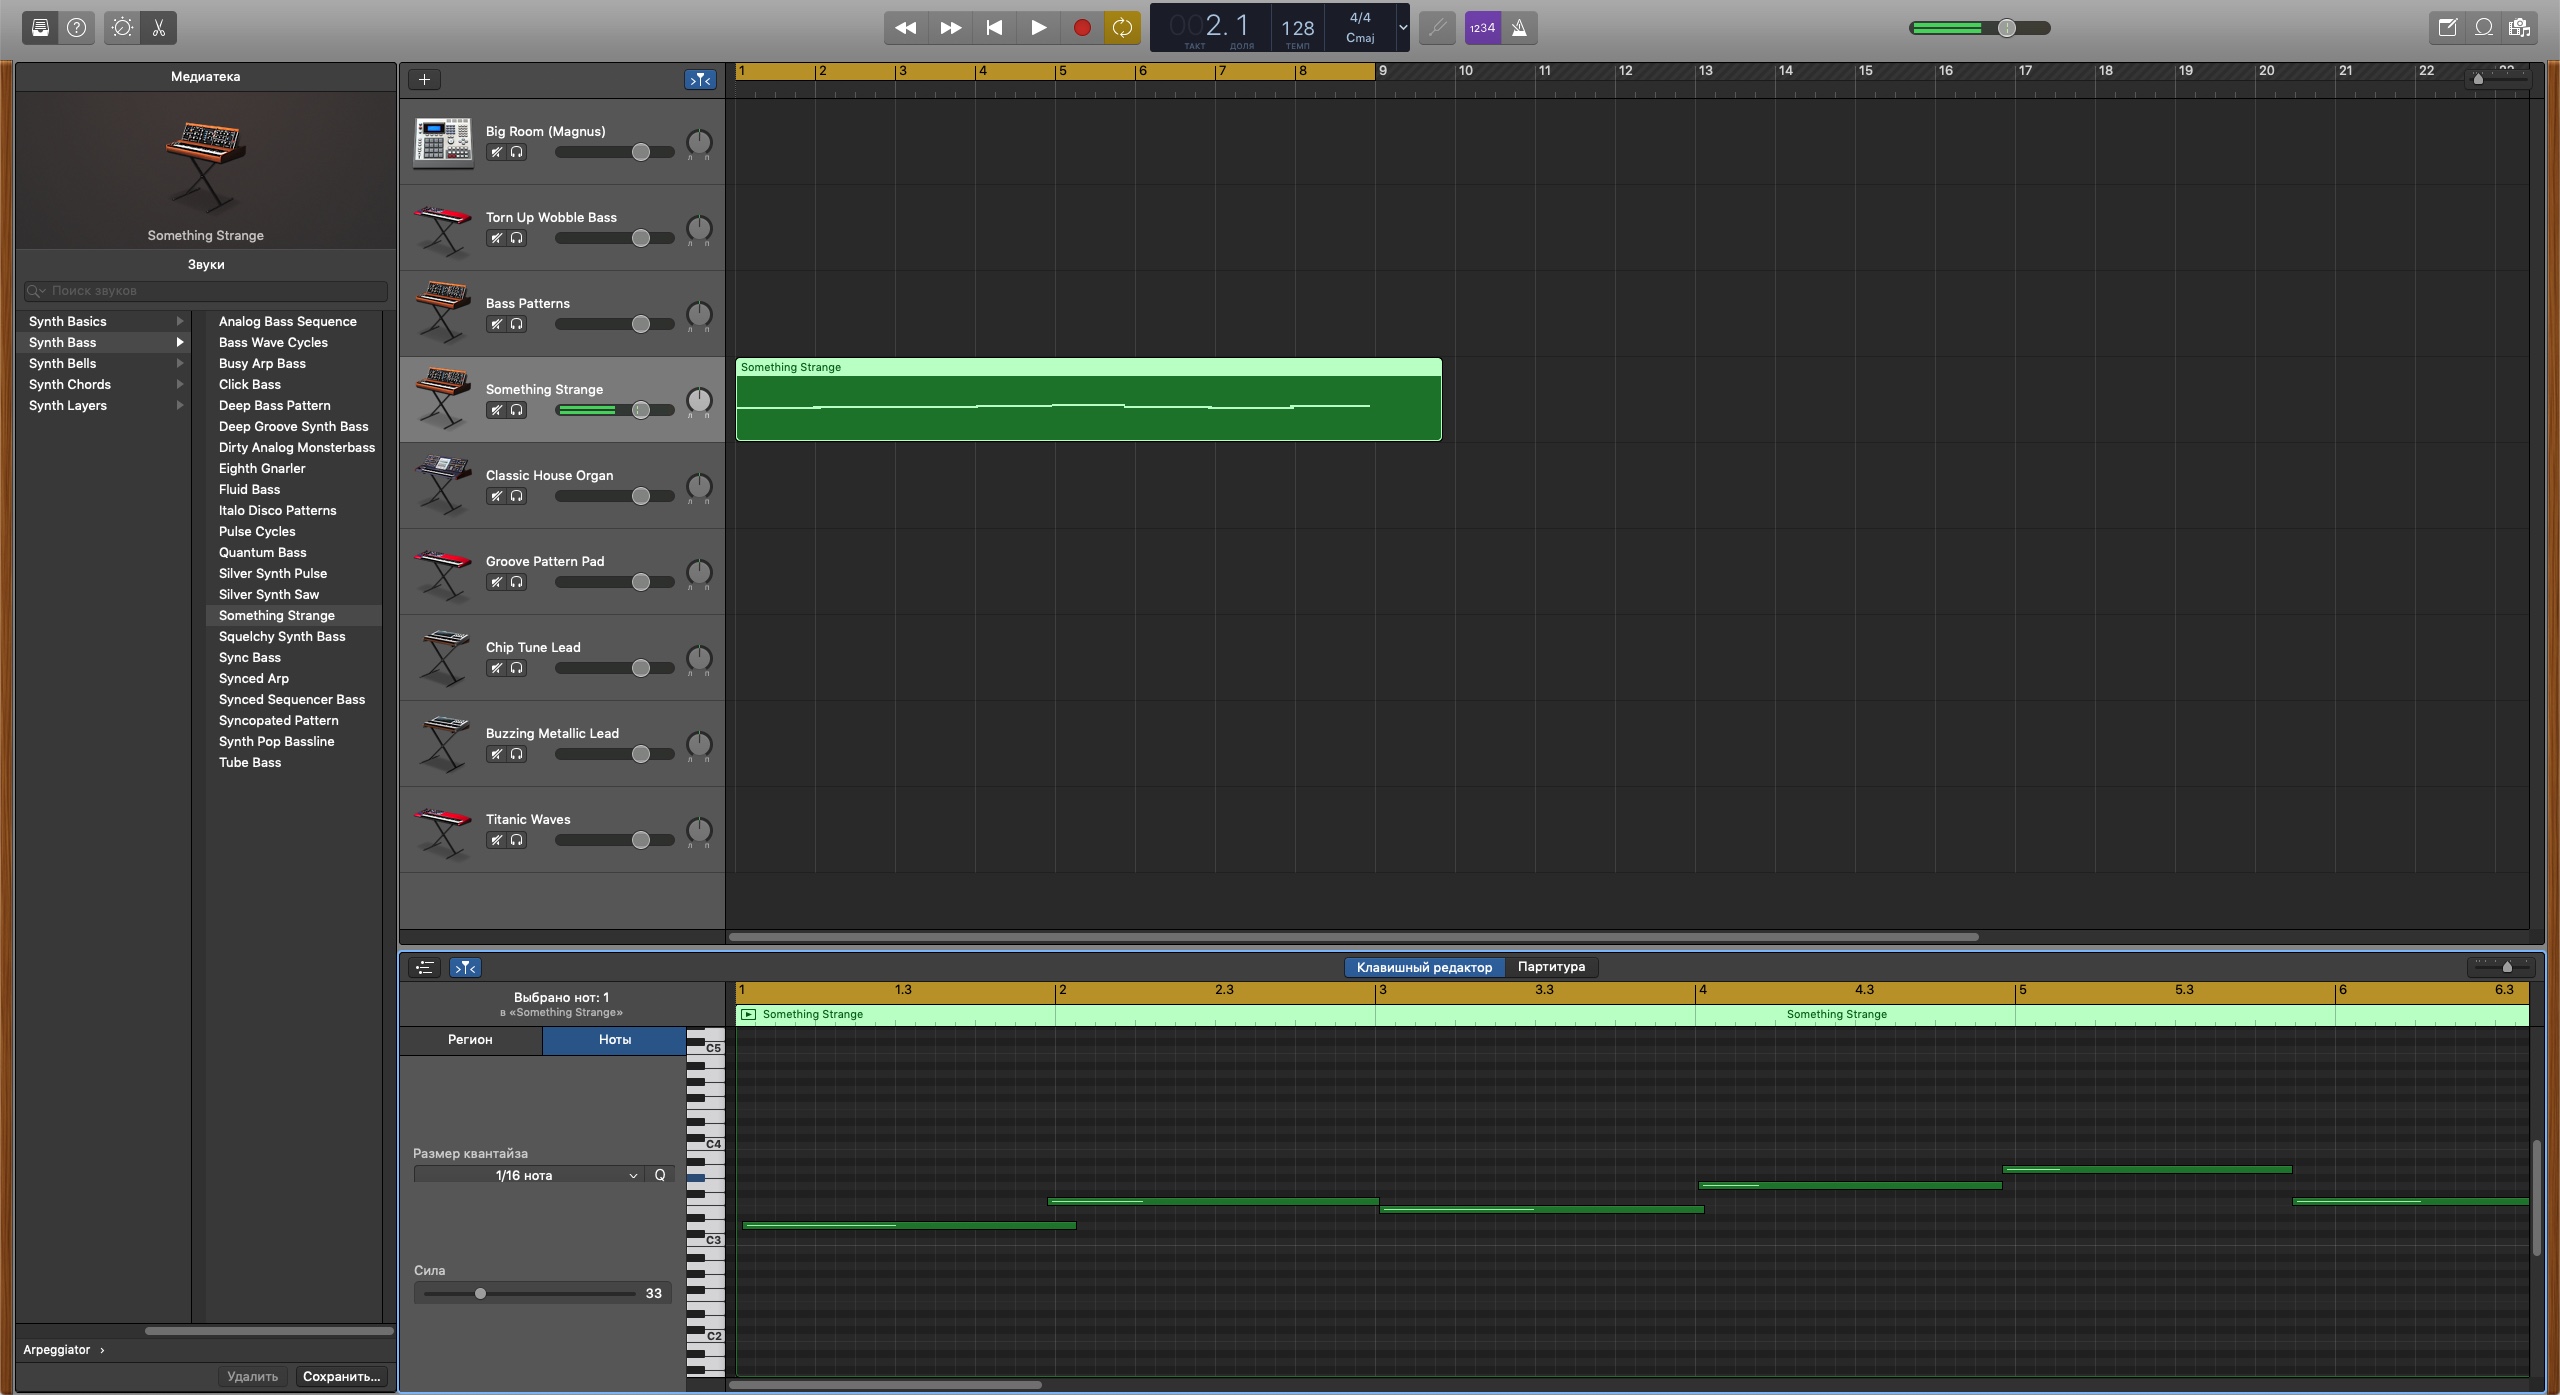 002.1
ТАКТ
ДОЛЯ
128
ТЕМП
4/4
Cmaj
1234
Медиатека
Something Strange
Звуки
Поиск звуков
Synth Basics
Synth Bass
Synth Bells
Synth Chords
Synth Layers
Analog Bass Sequence
Bass Wave Cycles
Busy Arp Bass
Click Bass
Deep Bass Pattern
Deep Groove Synth Bass
Dirty Analog Monsterbass
Eighth Gnarler
Fluid Bass
Italo Disco Patterns
Pulse Cycles
Quantum Bass
Silver Synth Pulse
Silver Synth Saw
Something Strange
Squelchy Synth Bass
Sync Bass
Synced Arp
Synced Sequencer Bass
Syncopated Pattern
Synth Pop Bassline
Tube Bass
Arpeggiator
Удалить
Сохранить...
1 2 3 4 5 6 7 8 9 10 11 12 13 14 15 16 17 18 19 20 21 22
Big Room (Magnus)
Л П
Torn Up Wobble Bass
Л П
Bass Patterns
Л П
Something Strange
Л П
Something Strange
Classic House Organ
Л П
Groove Pattern Pad
Л П
Chip Tune Lead
Л П
Buzzing Metallic Lead
Л П
Titanic Waves
Л П
Клавишный редактор
Партитура
Выбрано нот: 1
в «Something Strange»
Регион
Ноты
1 1.3 2 2.3 3 3.3 4 4.3 5 5.3 6 6.3
Something Strange
Something Strange
Размер квантайза
1/16 нота
Q
Сила
33
C5
C4
C3
C2